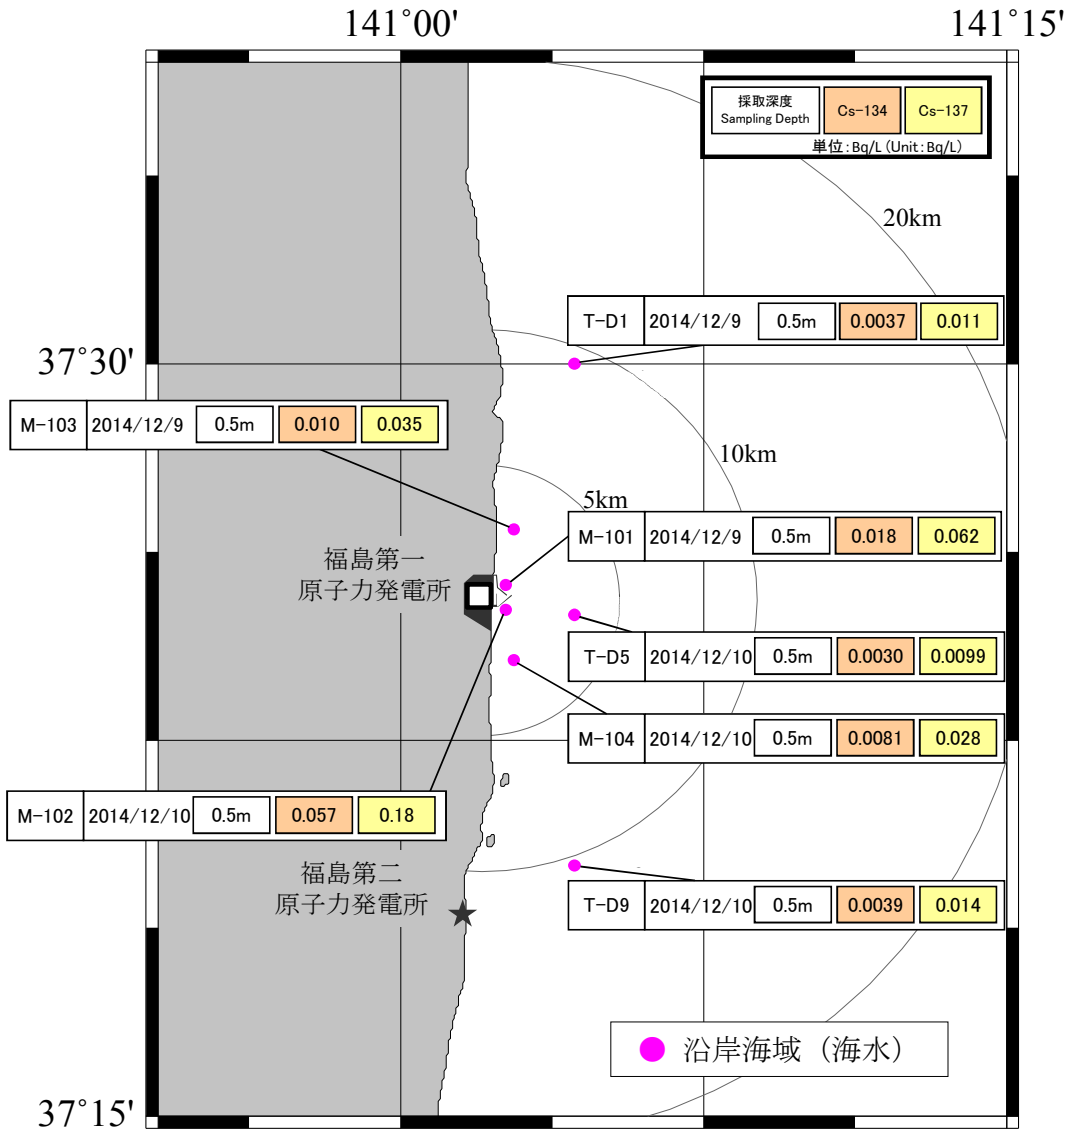 141°00'
141°15'
採取深度
Sampling Depth
Cs-134
Cs-137
単位：Bq/L (Unit：Bq/L)
20km
T-D1 2014/12/9 0.5m 0.0037 0.011
37°30'
M-103 2014/12/9 0.5m 0.010 0.035
10km
5km
M-101 2014/12/9 0.5m 0.018 0.062
福島第一
原子力発電所
T-D5 2014/12/10 0.5m 0.0030 0.0099
M-104 2014/12/10 0.5m 0.0081 0.028
M-102 2014/12/10 0.5m 0.057 0.18
福島第二
原子力発電所
T-D9 2014/12/10 0.5m 0.0039 0.014
沿岸海域（海水）
37°15'